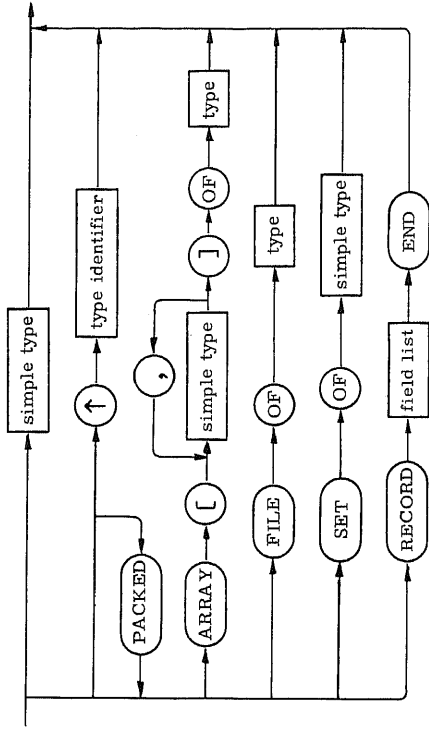 simple type
↑ type identifier
PACKED
,
ARRAY [ simple type ] OF type
FILE OF type
SET OF simple type
RECORD field list END